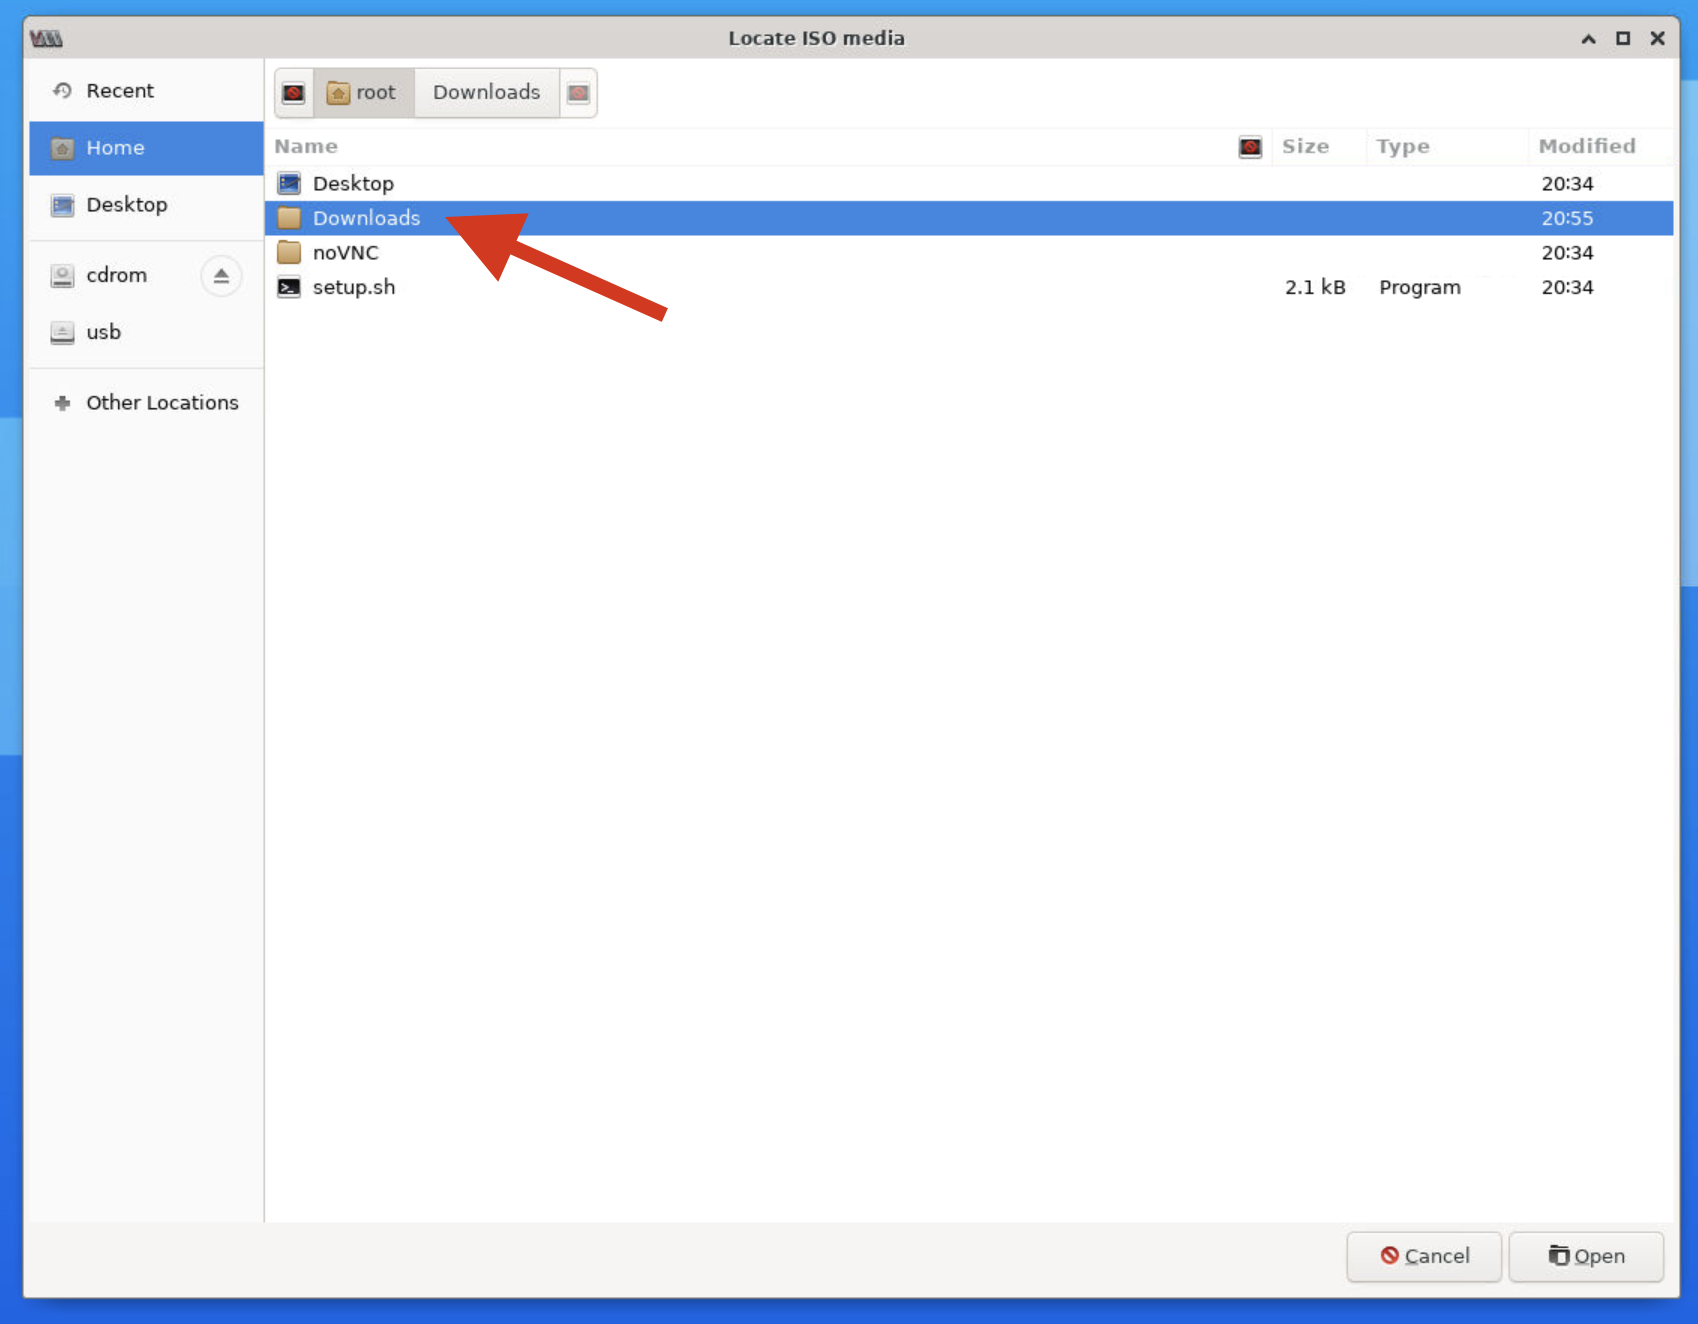 Locate ISO media
Recent
Home
Desktop
cdrom
usb
Other Locations
root Downloads
Name Size Type Modified
Desktop 20:34
Downloads 20:55
noVNC 20:34
setup.sh 2.1 kB Program 20:34
Cancel Open